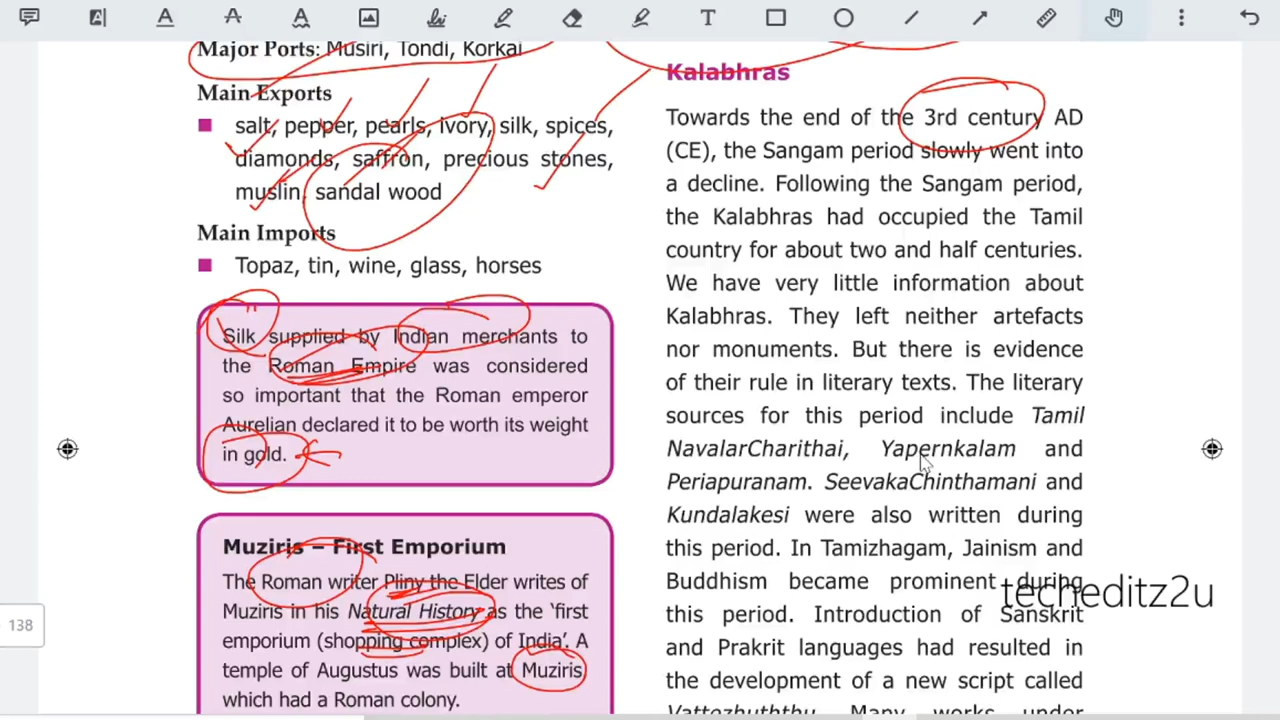 Major Ports: Musiri, Tondi, Korkai
Main Exports
salt, pepper, pearls, ivory, silk, spices,
diamonds, saffron, precious stones,
muslin, sandal wood
Main Imports
Topaz, tin, wine, glass, horses
Silk supplied by Indian merchants to
the Roman Empire was considered
so important that the Roman emperor
Aurelian declared it to be worth its weight
in gold.
Muziris – First Emporium
The Roman writer Pliny the Elder writes of
Muziris in his Natural History as the 'first
emporium (shopping complex) of India'. A
temple of Augustus was built at Muziris,
which had a Roman colony.
138
Kalabhras
Towards the end of the 3rd century AD
(CE), the Sangam period slowly went into
a decline. Following the Sangam period,
the Kalabhras had occupied the Tamil
country for about two and half centuries.
We have very little information about
Kalabhras. They left neither artefacts
nor monuments. But there is evidence
of their rule in literary texts. The literary
sources for this period include Tamil
NavalarCharithai, Yapernkalam and
Periapuranam. SeevakaChinthamani and
Kundalakesi were also written during
this period. In Tamizhagam, Jainism and
Buddhism became prominent during
this period. Introduction of Sanskrit
and Prakrit languages had resulted in
the development of a new script called
Vattezhuththu. Many works under
techeditz2u